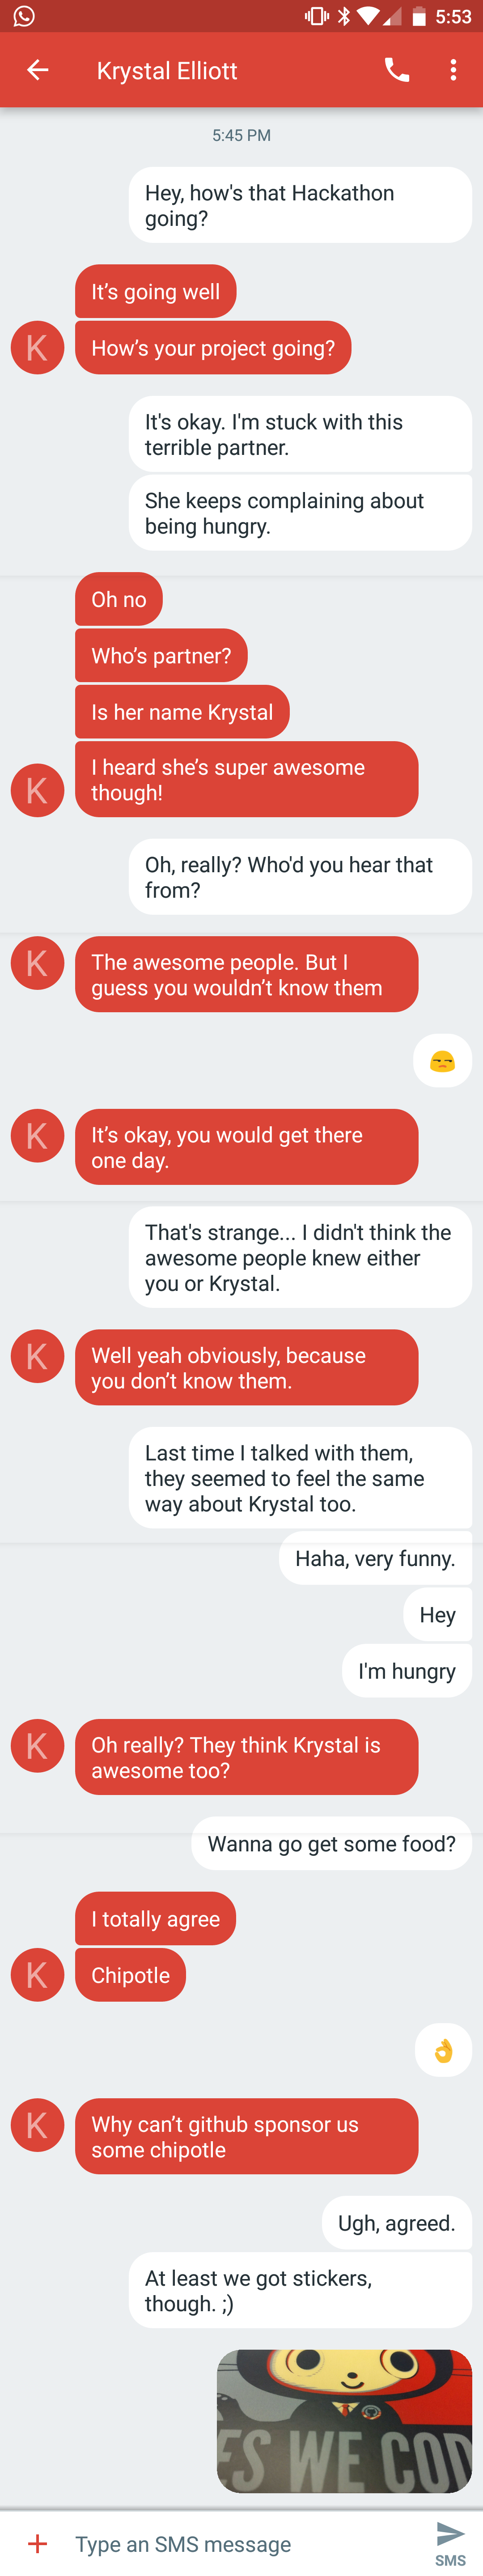 5:53
Krystal Elliott
5:45 PM
Hey, how's that Hackathon
going?
It’s going well
K
How’s your project going?
It's okay. I'm stuck with this
terrible partner.
She keeps complaining about
being hungry.
Oh no
Who’s partner?
Is her name Krystal
K
I heard she’s super awesome
though!
Oh, really? Who'd you hear that
from?
K
The awesome people. But I
guess you wouldn’t know them
😑
K
It’s okay, you would get there
one day.
That's strange... I didn't think the
awesome people knew either
you or Krystal.
K
Well yeah obviously, because
you don’t know them.
Last time I talked with them,
they seemed to feel the same
way about Krystal too.
Haha, very funny.
Hey
I'm hungry
K
Oh really? They think Krystal is
awesome too?
Wanna go get some food?
I totally agree
K
Chipotle
👌
K
Why can’t github sponsor us
some chipotle
Ugh, agreed.
At least we got stickers,
though. ;)
ES WE COD
Type an SMS message
SMS